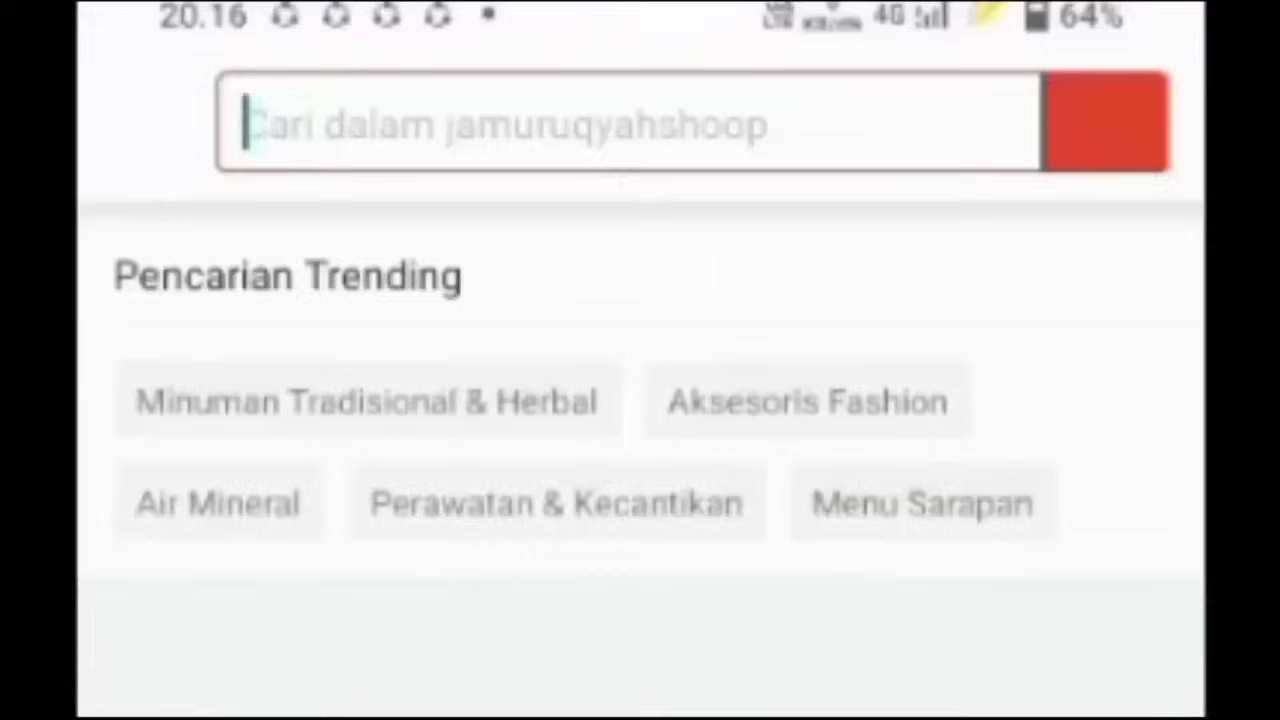 20.16 4G 64%
Cari dalam jamuruqyahshoop
Pencarian Trending
Minuman Tradisional & Herbal Aksesoris Fashion
Air Mineral Perawatan & Kecantikan Menu Sarapan